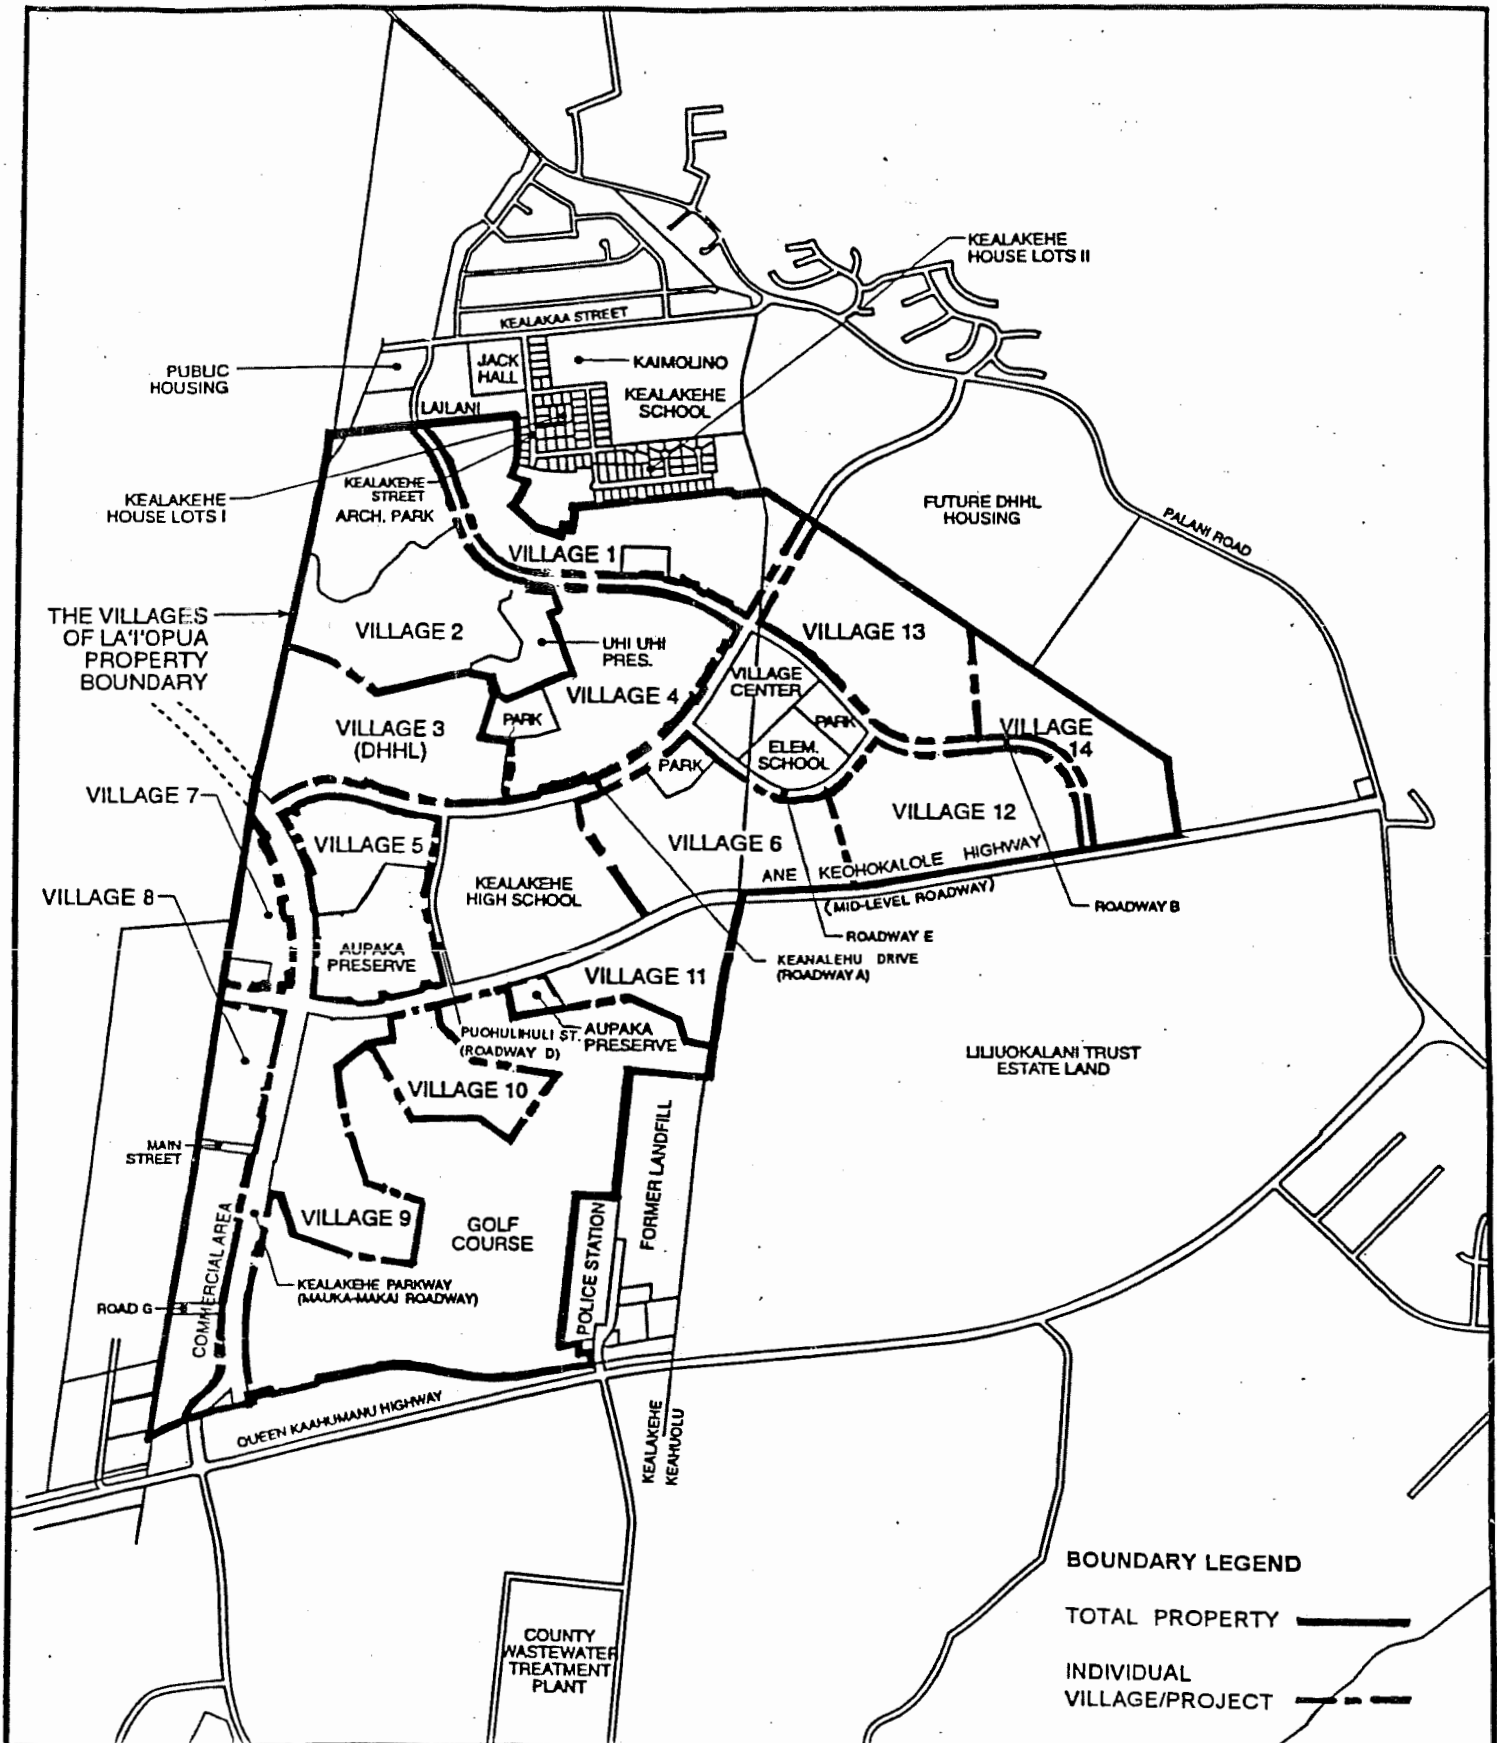 KEALAKEHE
HOUSE LOTS II
KEALAKAA STREET
PUBLIC
HOUSING
JACK
HALL
KAIMOLINO
KEALAKEHE
SCHOOL
LAILANI
KEALAKEHE
STREET
ARCH. PARK
KEALAKEHE
HOUSE LOTS I
FUTURE DHHL
HOUSING
PALANI ROAD
VILLAGE 1
THE VILLAGES
OF LA'I'OPUA
PROPERTY
BOUNDARY
VILLAGE 2
UHI UHI
PRES.
VILLAGE 13
VILLAGE
CENTER
VILLAGE 4
PARK
PARK
VILLAGE 3
(DHHL)
VILLAGE
14
ELEM.
SCHOOL
PARK
VILLAGE 7
VILLAGE 5
VILLAGE 6
VILLAGE 12
ANE KEOHOKALOLE HIGHWAY
(MID-LEVEL ROADWAY)
KEALAKEHE
HIGH SCHOOL
VILLAGE 8
ROADWAY B
ROADWAY E
AUPAKA
PRESERVE
KEANALEHU DRIVE
(ROADWAY A)
VILLAGE 11
PUOHULIHULI ST.
(ROADWAY D)
AUPAKA
PRESERVE
LILIUOKALANI TRUST
ESTATE LAND
VILLAGE 10
MAIN
STREET
FORMER LANDFILL
VILLAGE 9
GOLF
COURSE
POLICE STATION
COMMERCIAL AREA
KEALAKEHE PARKWAY
(MAUKA-MAKAI ROADWAY)
ROAD G
QUEEN KAAHUMANU HIGHWAY
KEALAKEHE
KEAHUOLU
COUNTY
WASTEWATER
TREATMENT
PLANT
BOUNDARY LEGEND
TOTAL PROPERTY
INDIVIDUAL
VILLAGE/PROJECT